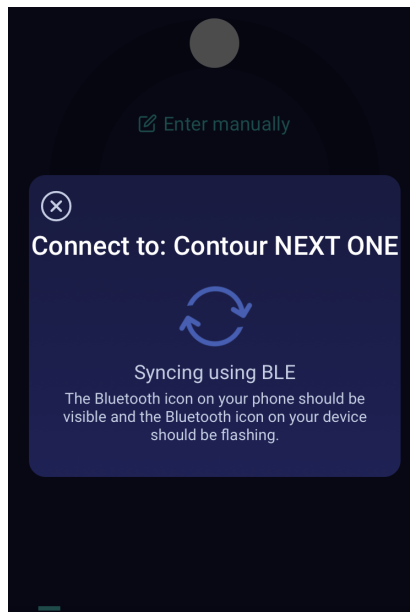 Enter manually
Connect to: Contour NEXT ONE
Syncing using BLE
The Bluetooth icon on your phone should be
visible and the Bluetooth icon on your device
should be flashing.